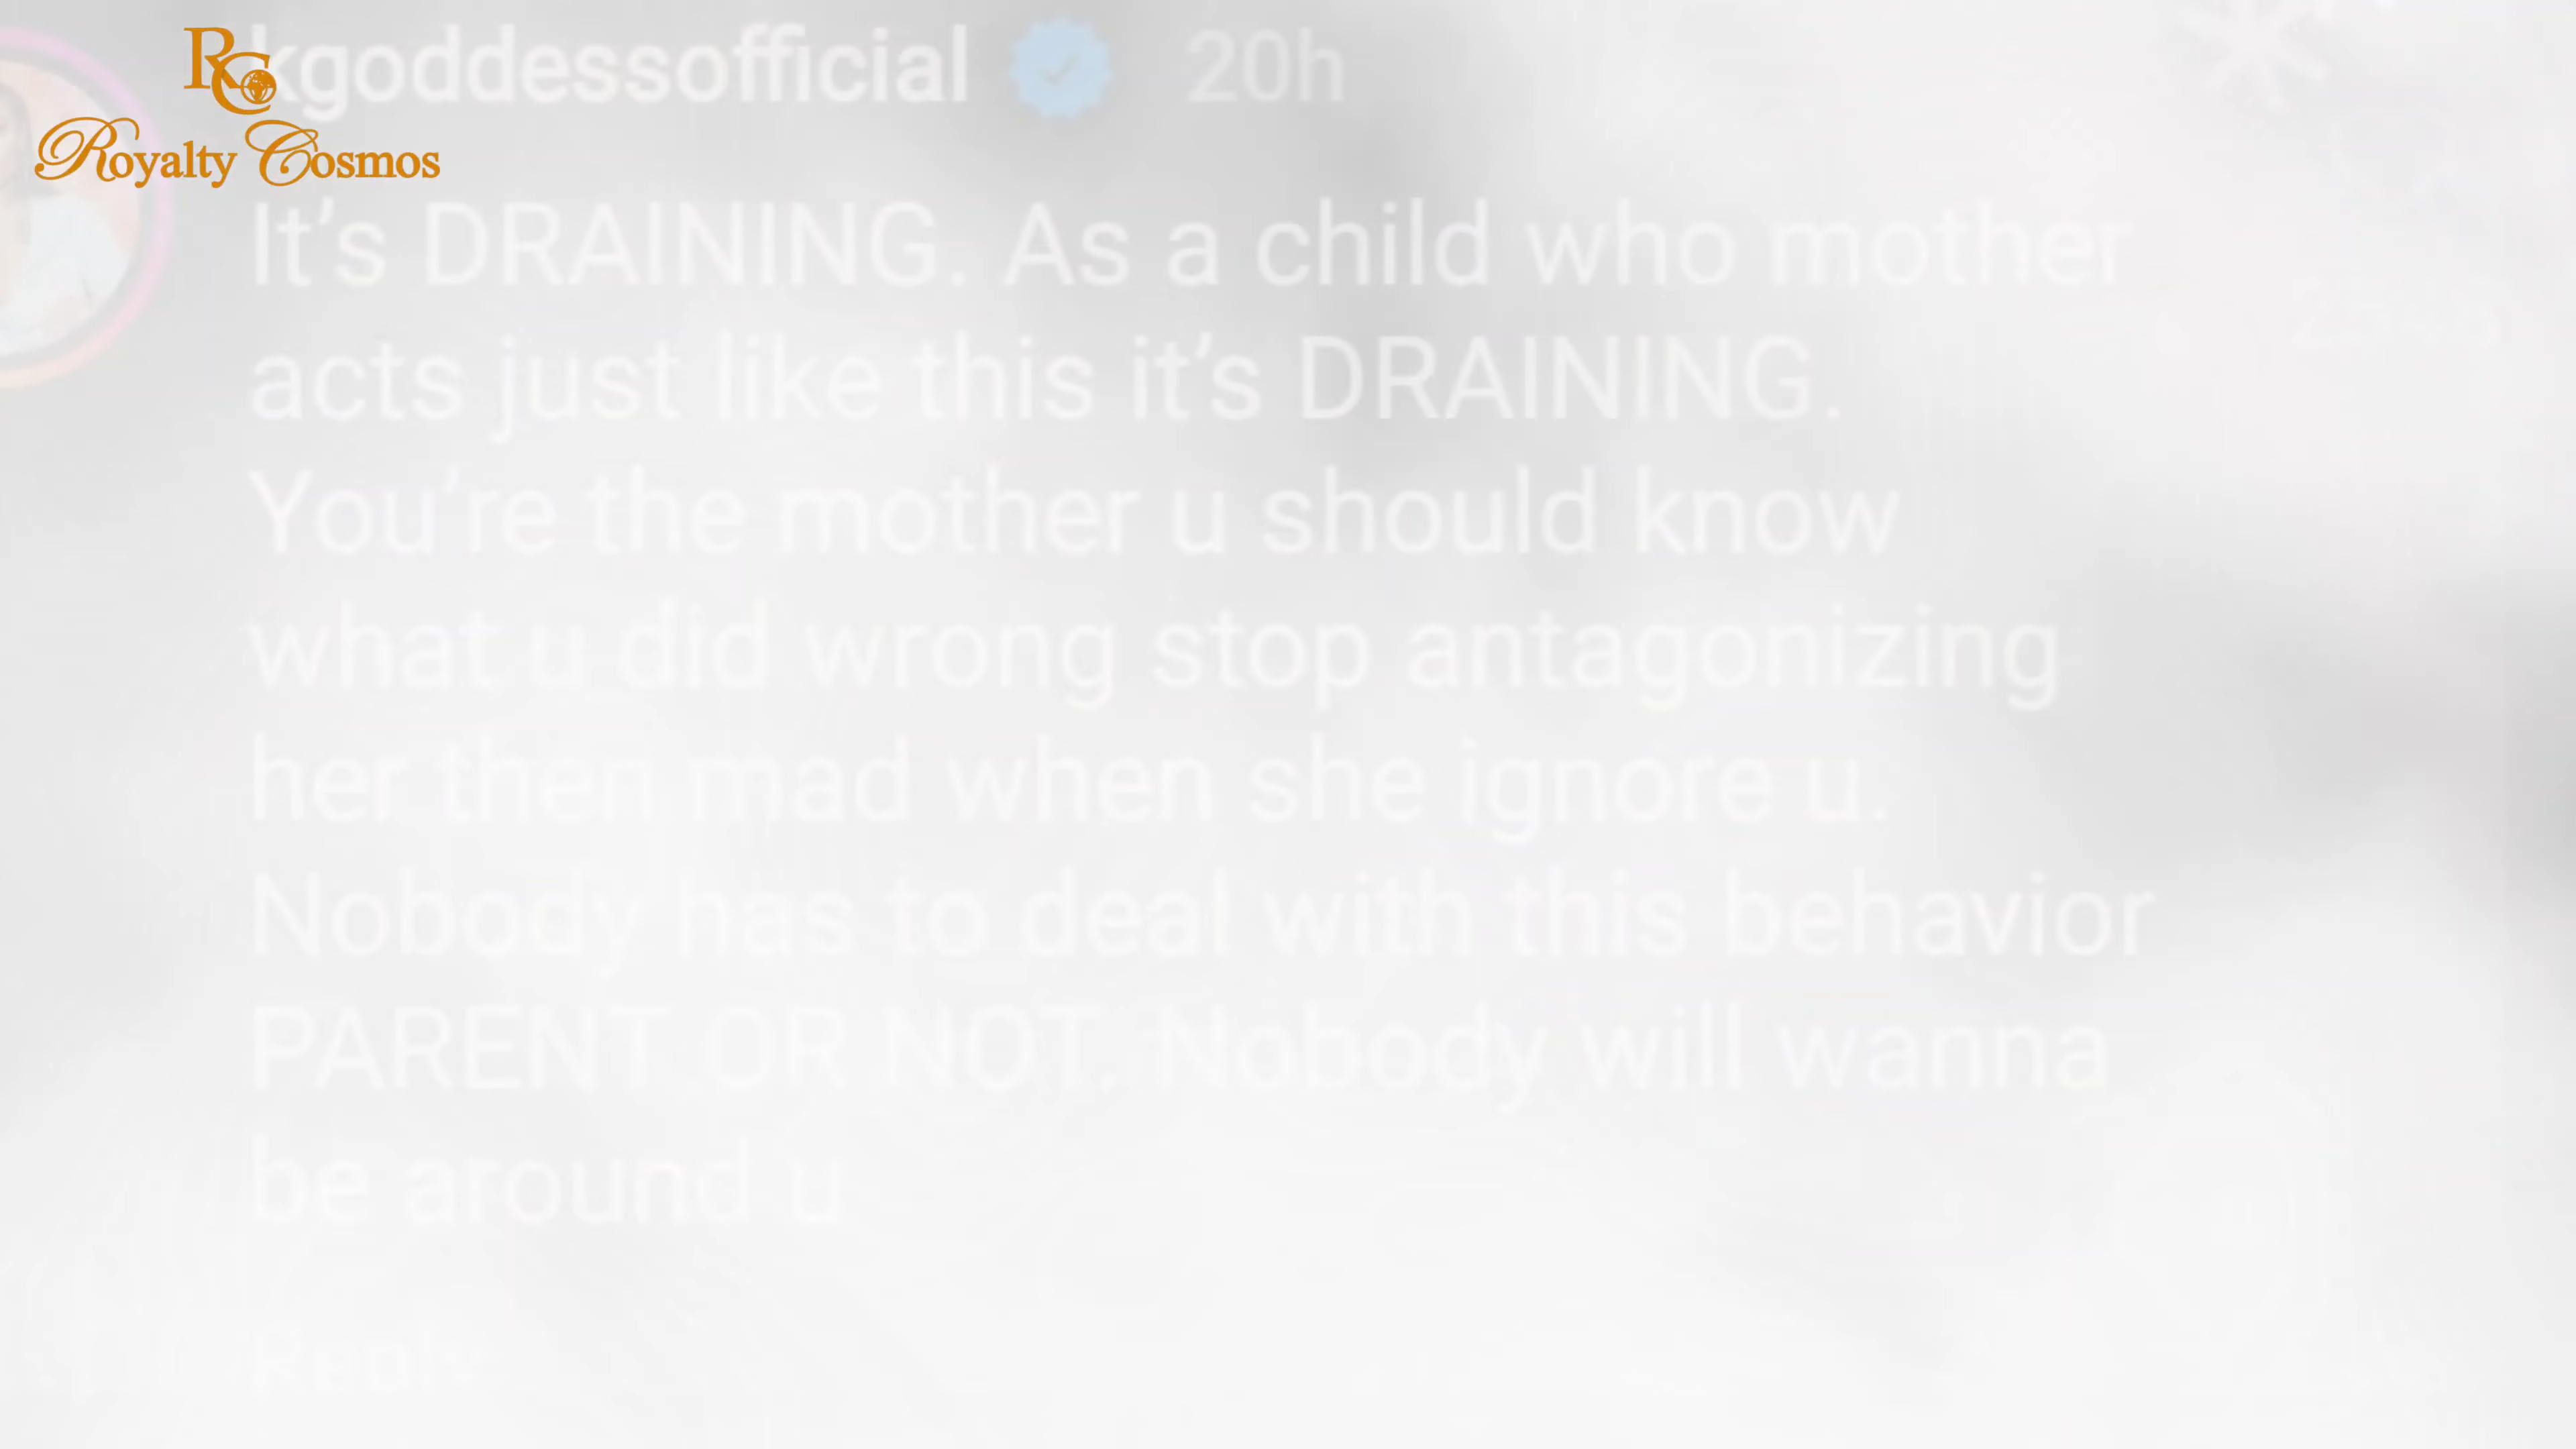 RC
Royalty Cosmos
kgoddessofficial 20h
It's DRAINING. As a child who mother
acts just like this it's DRAINING.
You're the mother u should know
what u did wrong stop antagonizing
her then mad when she ignore u.
Nobody has to deal with this behavior
PARENT OR NOT. Nobody will wanna
be around u